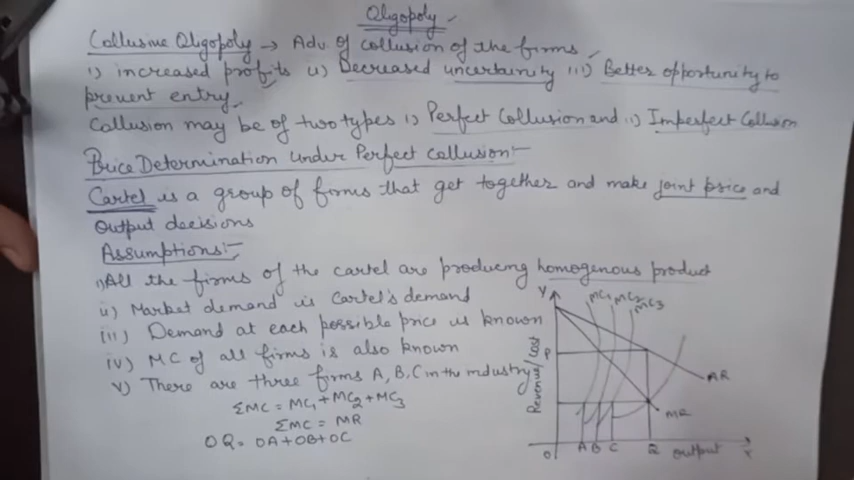 Oligopoly
Collusive Oligopoly → Adv of collusion of the firms
i) increased profits ii) Decreased uncertainity iii) Better opportunity to
prevent entry
Collusion may be of two types i) Perfect Collusion and ii) Imperfect Collusion
Price Determination under Perfect collusion:-
Cartel is a group of firms that get together and make joint price and
output decisions
Assumptions:-
i) All the firms of the cartel are producing homogenous product
ii) Market demand is Cartel's demand
(iii) Demand at each possible price is known
iv) MC of all firms is also known
v) There are three firms A, B, C in the industry
ΣMC = MC1 + MC2 + MC3
ΣMC = MR
OQ = OA+OB+OC
Y
MC1 MC2 MC3
Revenue/Cost
P
AR
MR
O A B C Q output X